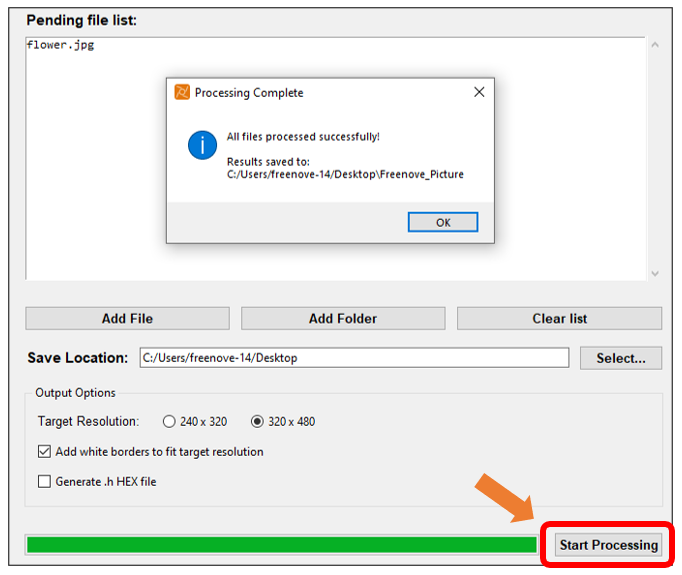 Pending file list:
flower.jpg
Processing Complete
All files processed successfully!
Results saved to:
C:/Users/freenove-14/Desktop\Freenove_Picture
OK
Add File
Add Folder
Clear list
Save Location:
C:/Users/freenove-14/Desktop
Select...
Output Options
Target Resolution:
240 x 320
320 x 480
Add white borders to fit target resolution
Generate .h HEX file
Start Processing